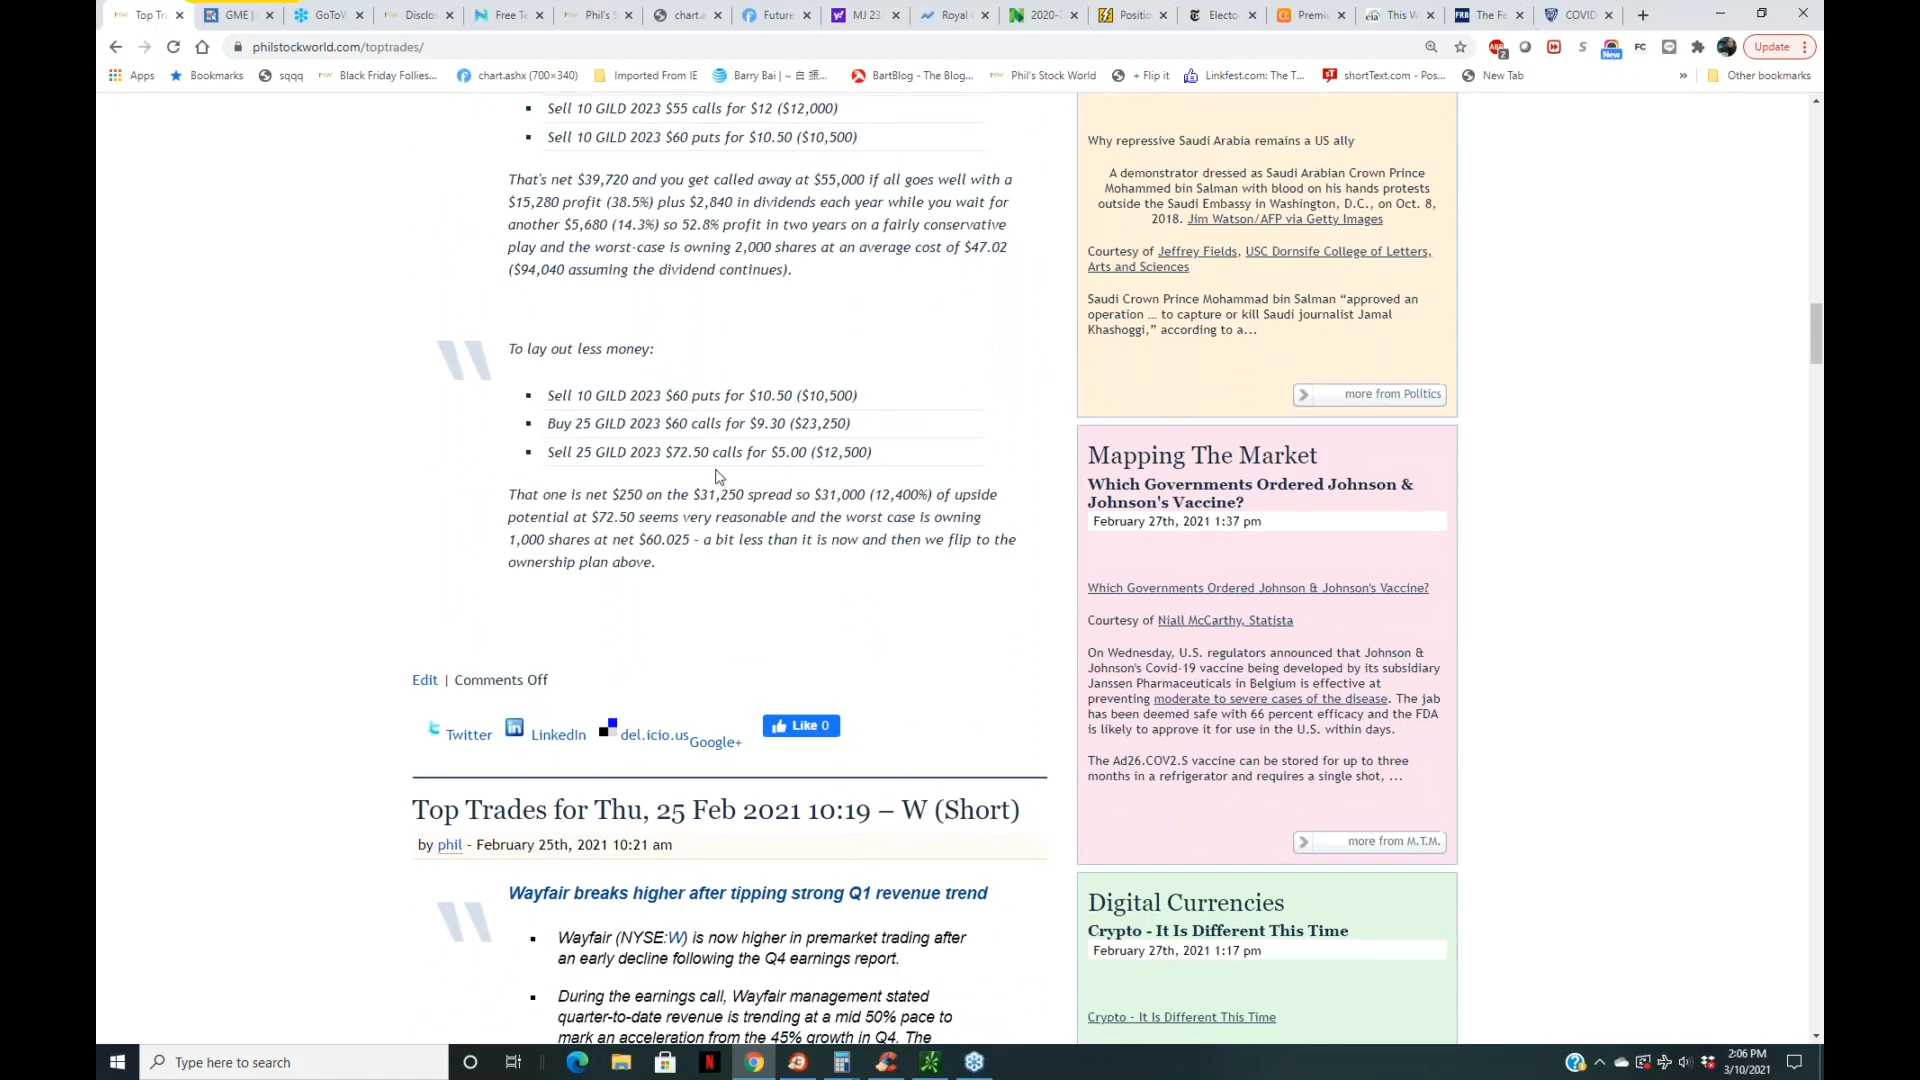 Top Tra
GME |
GoToW
Disclo
Free Te
Phil's S
chart.a
Future
MJ 23.
Royal (
2020-
Positio
Elector
Premiu
This W
The Fe
COVID
philstockworld.com/toptrades/
Update
Apps
Bookmarks
sqqq
Black Friday Follies...
chart.ashx (700×340)
Imported From IE
Barry Bai | ~ 白 振...
BartBlog - The Blog...
Phil's Stock World
+ Flip it
Linkfest.com: The T...
shortText.com - Pos...
New Tab
»
Other bookmarks
▪ Sell 10 GILD 2023 $55 calls for $12 ($12,000)
▪ Sell 10 GILD 2023 $60 puts for $10.50 ($10,500)
That's net $39,720 and you get called away at $55,000 if all goes well with a
$15,280 profit (38.5%) plus $2,840 in dividends each year while you wait for
another $5,680 (14.3%) so 52.8% profit in two years on a fairly conservative
play and the worst-case is owning 2,000 shares at an average cost of $47.02
($94,040 assuming the dividend continues).
To lay out less money:
▪ Sell 10 GILD 2023 $60 puts for $10.50 ($10,500)
▪ Buy 25 GILD 2023 $60 calls for $9.30 ($23,250)
▪ Sell 25 GILD 2023 $72.50 calls for $5.00 ($12,500)
That one is net $250 on the $31,250 spread so $31,000 (12,400%) of upside
potential at $72.50 seems very reasonable and the worst case is owning
1,000 shares at net $60.025 - a bit less than it is now and then we flip to the
ownership plan above.
Edit | Comments Off
Twitter LinkedIn del.icio.us Google+ Like 0
Top Trades for Thu, 25 Feb 2021 10:19 – W (Short)
by phil - February 25th, 2021 10:21 am
Wayfair breaks higher after tipping strong Q1 revenue trend
▪ Wayfair (NYSE:W) is now higher in premarket trading after
an early decline following the Q4 earnings report.
▪ During the earnings call, Wayfair management stated
quarter-to-date revenue is trending at a mid 50% pace to
mark an acceleration from the 45% growth in Q4. The
Why repressive Saudi Arabia remains a US ally
A demonstrator dressed as Saudi Arabian Crown Prince
Mohammed bin Salman with blood on his hands protests
outside the Saudi Embassy in Washington, D.C., on Oct. 8,
2018. Jim Watson/AFP via Getty Images
Courtesy of Jeffrey Fields, USC Dornsife College of Letters,
Arts and Sciences
Saudi Crown Prince Mohammad bin Salman “approved an
operation … to capture or kill Saudi journalist Jamal
Khashoggi,” according to a...
more from Politics
Mapping The Market
Which Governments Ordered Johnson &
Johnson's Vaccine?
February 27th, 2021 1:37 pm
Which Governments Ordered Johnson & Johnson's Vaccine?
Courtesy of Niall McCarthy, Statista
On Wednesday, U.S. regulators announced that Johnson &
Johnson's Covid-19 vaccine being developed by its subsidiary
Janssen Pharmaceuticals in Belgium is effective at
preventing moderate to severe cases of the disease. The jab
has been deemed safe with 66 percent efficacy and the FDA
is likely to approve it for use in the U.S. within days.
The Ad26.COV2.S vaccine can be stored for up to three
months in a refrigerator and requires a single shot, ...
more from M.T.M.
Digital Currencies
Crypto - It Is Different This Time
February 27th, 2021 1:17 pm
Crypto - It Is Different This Time
Type here to search
2:06 PM
3/10/2021